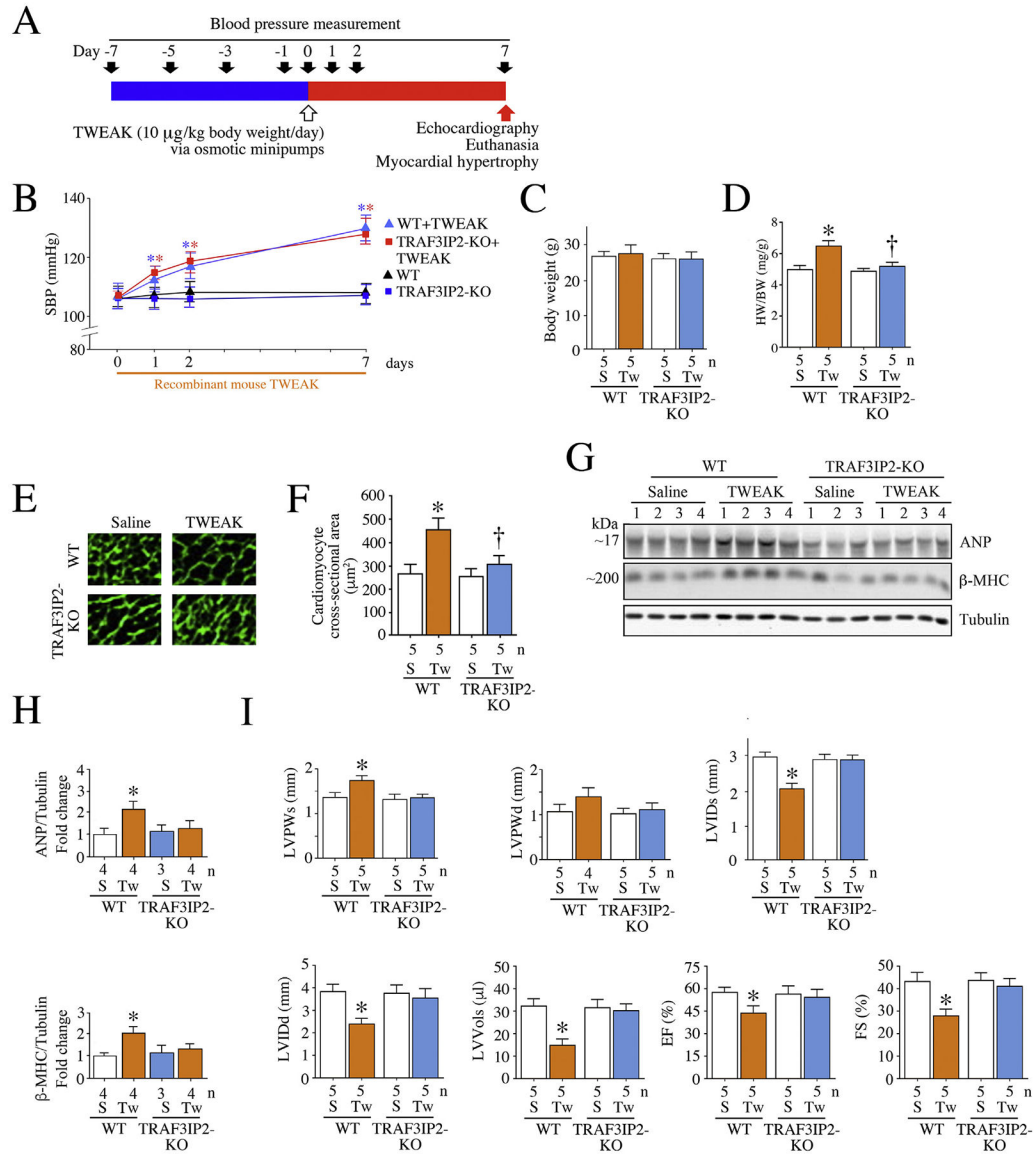 A
Blood pressure measurement
Day -7 -5 -3 -1 0 1 2 7
TWEAK (10 µg/kg body weight/day)
via osmotic minipumps
Echocardiography
Euthanasia
Myocardial hypertrophy
B
SBP (mmHg)
140
120
100
80
** ** **
WT+TWEAK
TRAF3IP2-KO+
TWEAK
WT
TRAF3IP2-KO
0 1 2 7 days
Recombinant mouse TWEAK
C
Body weight (g)
40
30
20
10
0
5 5 5 5 n
S Tw S Tw
WT TRAF3IP2-
KO
D
HW/BW (mg/g)
8
6
4
2
0
* †
5 5 5 5 n
S Tw S Tw
WT TRAF3IP2-
KO
E
Saline TWEAK
WT
TRAF3IP2-
KO
F
Cardiomyocyte
cross-sectional area
(µm²)
600
500
400
300
200
100
0
* †
5 5 5 5 n
S Tw S Tw
WT TRAF3IP2-
KO
G
WT TRAF3IP2-KO
Saline TWEAK Saline TWEAK
1 2 3 4 1 2 3 4 1 2 3 1 2 3 4
kDa
~17 ANP
~200 β-MHC
Tubulin
H
ANP/Tubulin
Fold change
4
3
2
1
0
*
4 4 3 4 n
S Tw S Tw
WT TRAF3IP2-
KO
β-MHC/Tubulin
Fold change
4
3
2
1
0
*
4 4 3 4 n
S Tw S Tw
WT TRAF3IP2-
KO
I
LVPWs (mm)
2
1
0
*
5 5 5 5 n
S Tw S Tw
WT TRAF3IP2-
KO
LVPWd (mm)
2
1
0
5 4 5 5 n
S Tw S Tw
WT TRAF3IP2-
KO
LVIDs (mm)
3
2
1
0
*
5 5 5 5 n
S Tw S Tw
WT TRAF3IP2-
KO
LVIDd (mm)
5
4
3
2
1
0
*
5 5 5 5 n
S Tw S Tw
WT TRAF3IP2-
KO
LVVols (µl)
50
40
30
20
10
0
*
5 5 5 5 n
S Tw S Tw
WT TRAF3IP2-
KO
EF (%)
75
60
45
30
15
0
*
5 5 5 5 n
S Tw S Tw
WT TRAF3IP2-
KO
FS (%)
50
40
30
20
10
0
*
5 5 5 5 n
S Tw S Tw
WT TRAF3IP2-
KO